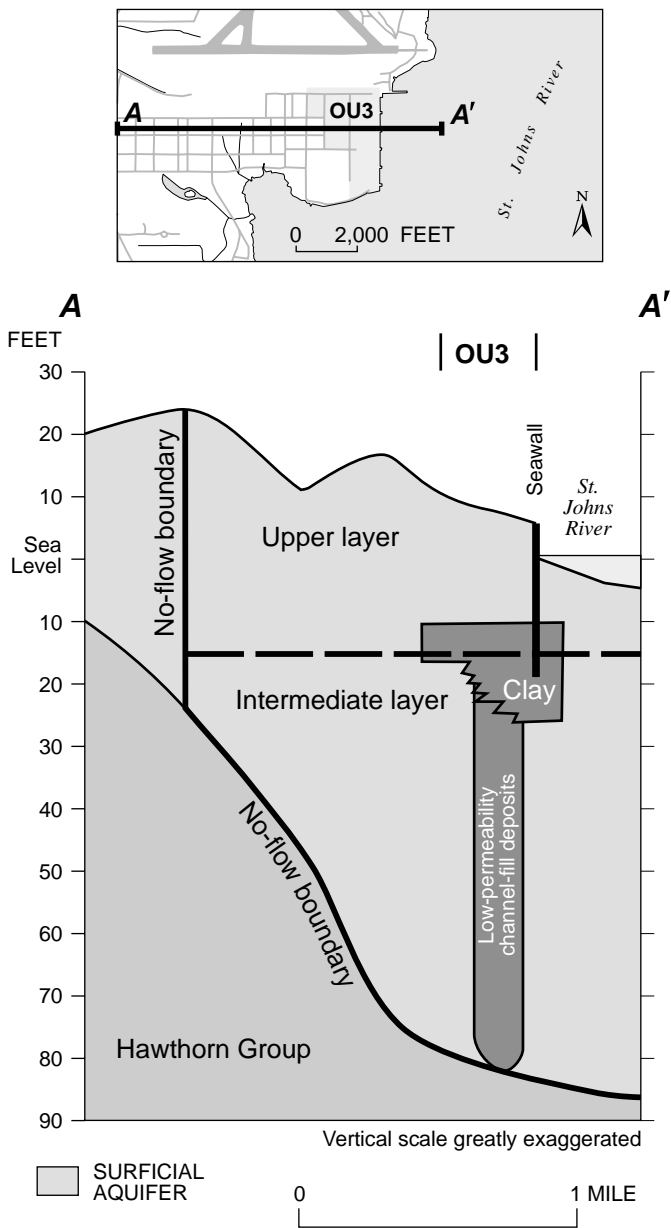 A
OU3
A'
St. Johns River
N
0 2,000 FEET
A
A'
FEET
OU3
30
20
10
Sea
Level
10
20
30
40
50
60
70
80
90
No-flow boundary
Upper layer
Seawall
St.
Johns
River
Intermediate layer
Clay
No-flow boundary
Low-permeability
channel-fill deposits
Hawthorn Group
Vertical scale greatly exaggerated
SURFICIAL
AQUIFER
0 1 MILE